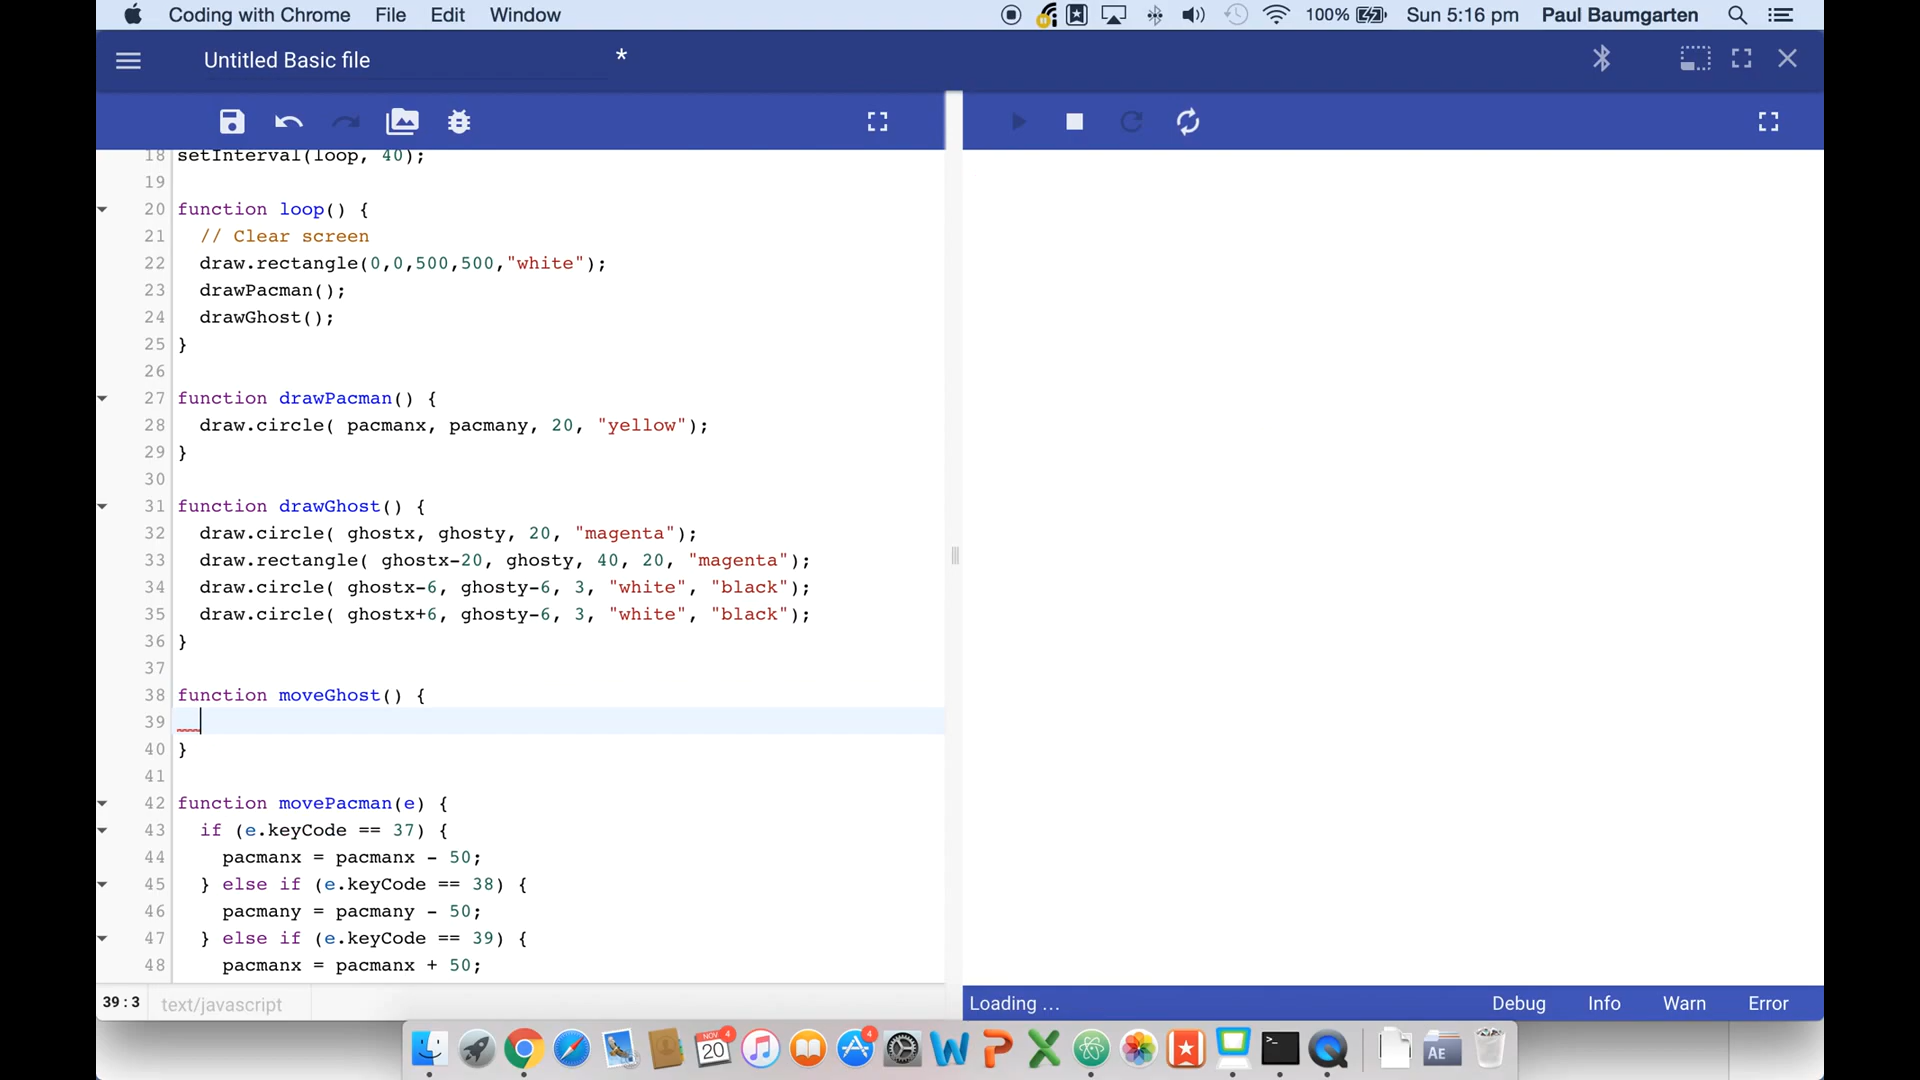 Coding with Chrome File Edit Window 100% Sun 5:16 pm Paul Baumgarten
Untitled Basic file *
18 setInterval(loop, 40);
19
20 function loop() {
21 // Clear screen
22 draw.rectangle(0,0,500,500,"white");
23 drawPacman();
24 drawGhost();
25 }
26
27 function drawPacman() {
28 draw.circle( pacmanx, pacmany, 20, "yellow");
29 }
30
31 function drawGhost() {
32 draw.circle( ghostx, ghosty, 20, "magenta");
33 draw.rectangle( ghostx-20, ghosty, 40, 20, "magenta");
34 draw.circle( ghostx-6, ghosty-6, 3, "white", "black");
35 draw.circle( ghostx+6, ghosty-6, 3, "white", "black");
36 }
37
38 function moveGhost() {
39
40 }
41
42 function movePacman(e) {
43 if (e.keyCode == 37) {
44 pacmanx = pacmanx - 50;
45 } else if (e.keyCode == 38) {
46 pacmany = pacmany - 50;
47 } else if (e.keyCode == 39) {
48 pacmanx = pacmanx + 50;
39 : 3 text/javascript
Loading ... Debug Info Warn Error
NOV 20 4 4 AE